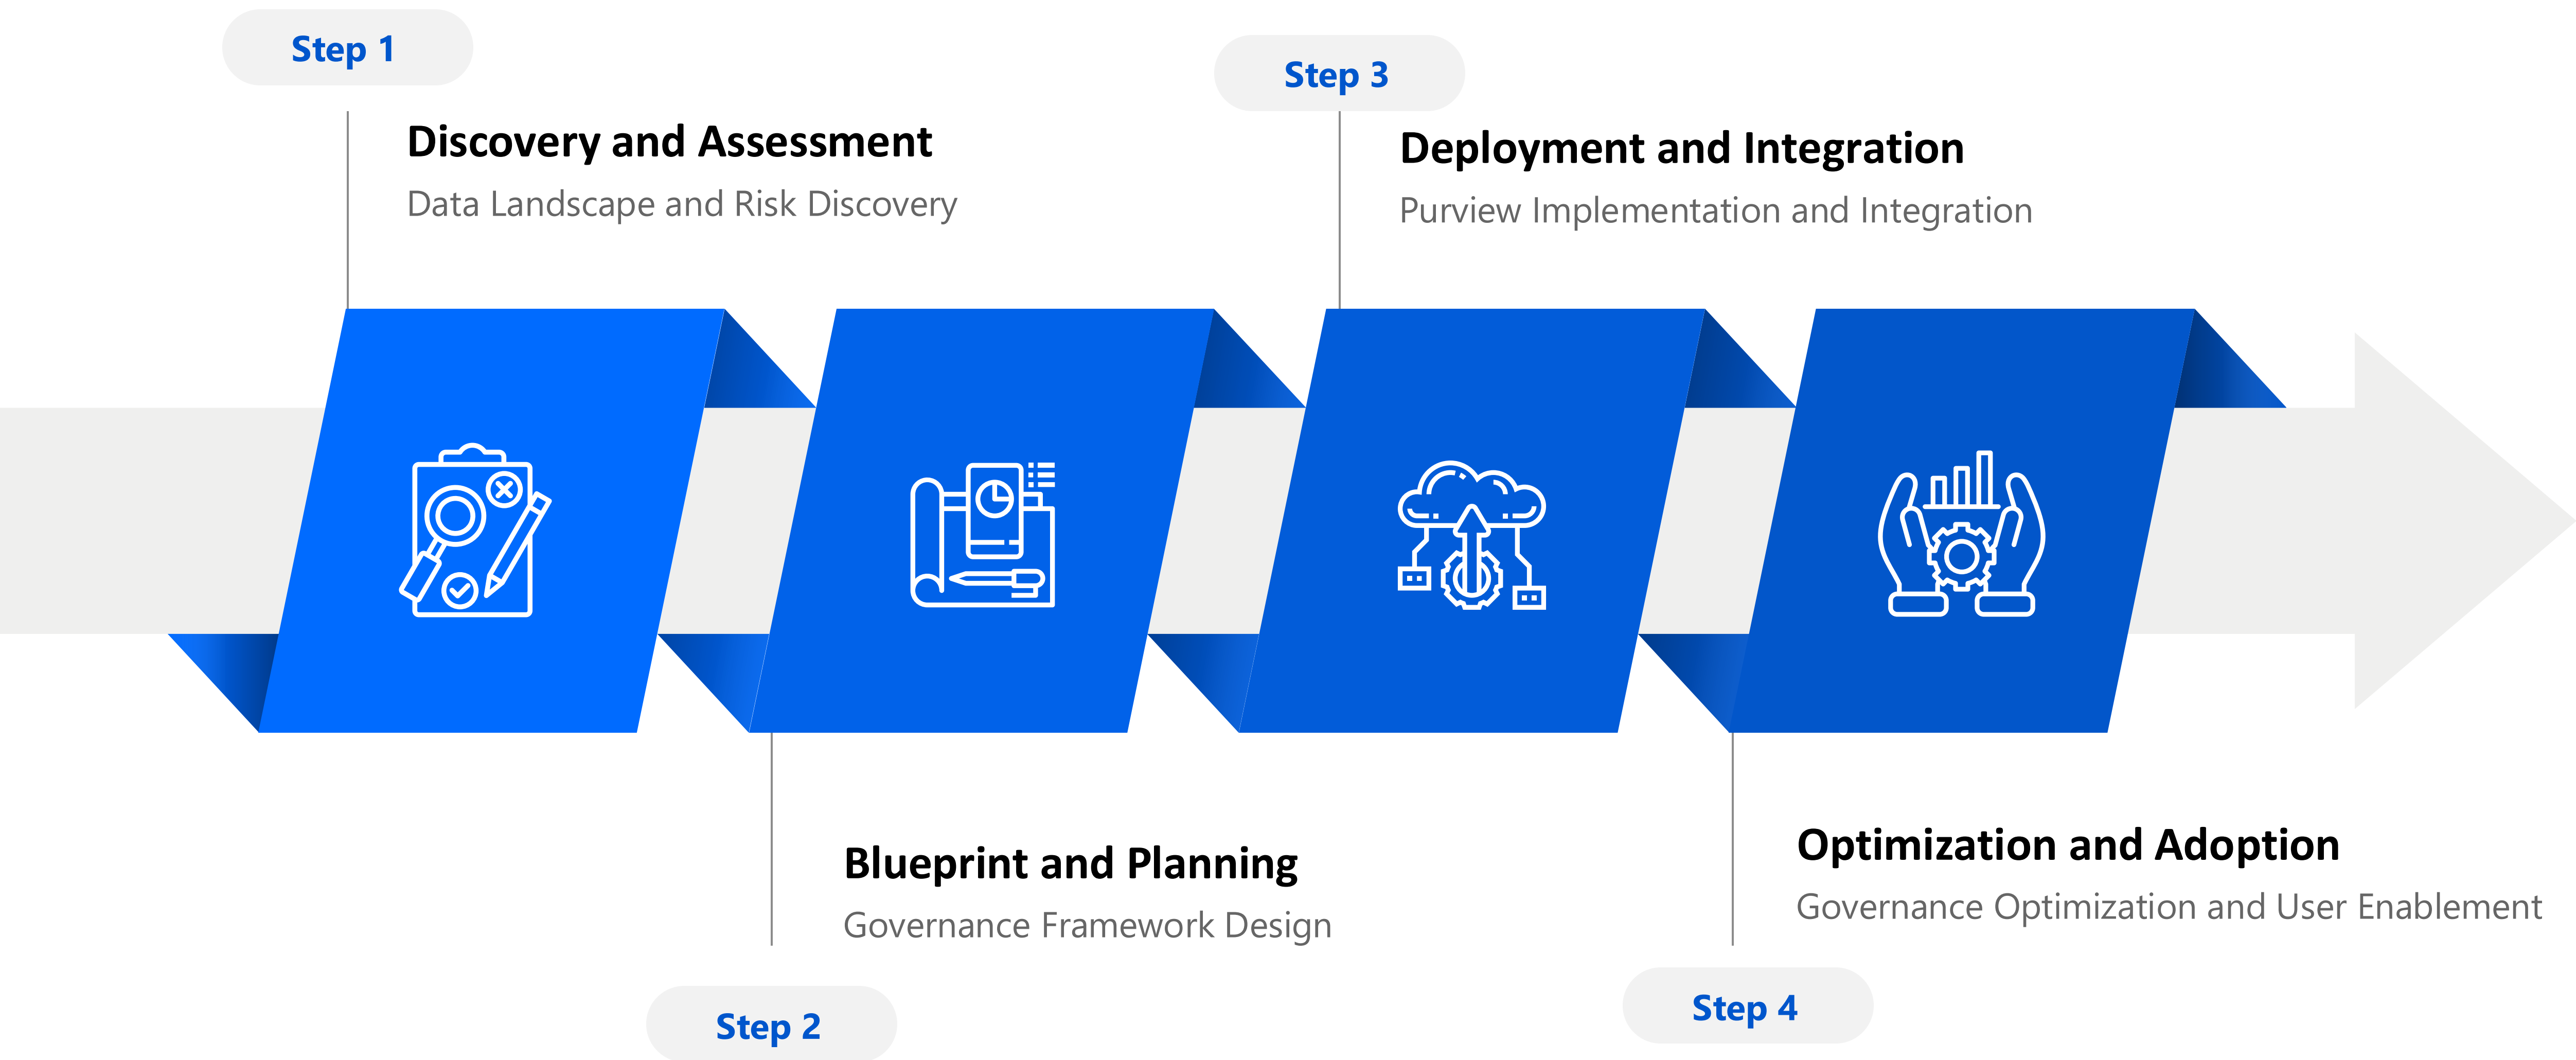 Step 1
Discovery and Assessment
Data Landscape and Risk Discovery
Step 3
Deployment and Integration
Purview Implementation and Integration
Blueprint and Planning
Governance Framework Design
Step 2
Optimization and Adoption
Governance Optimization and User Enablement
Step 4